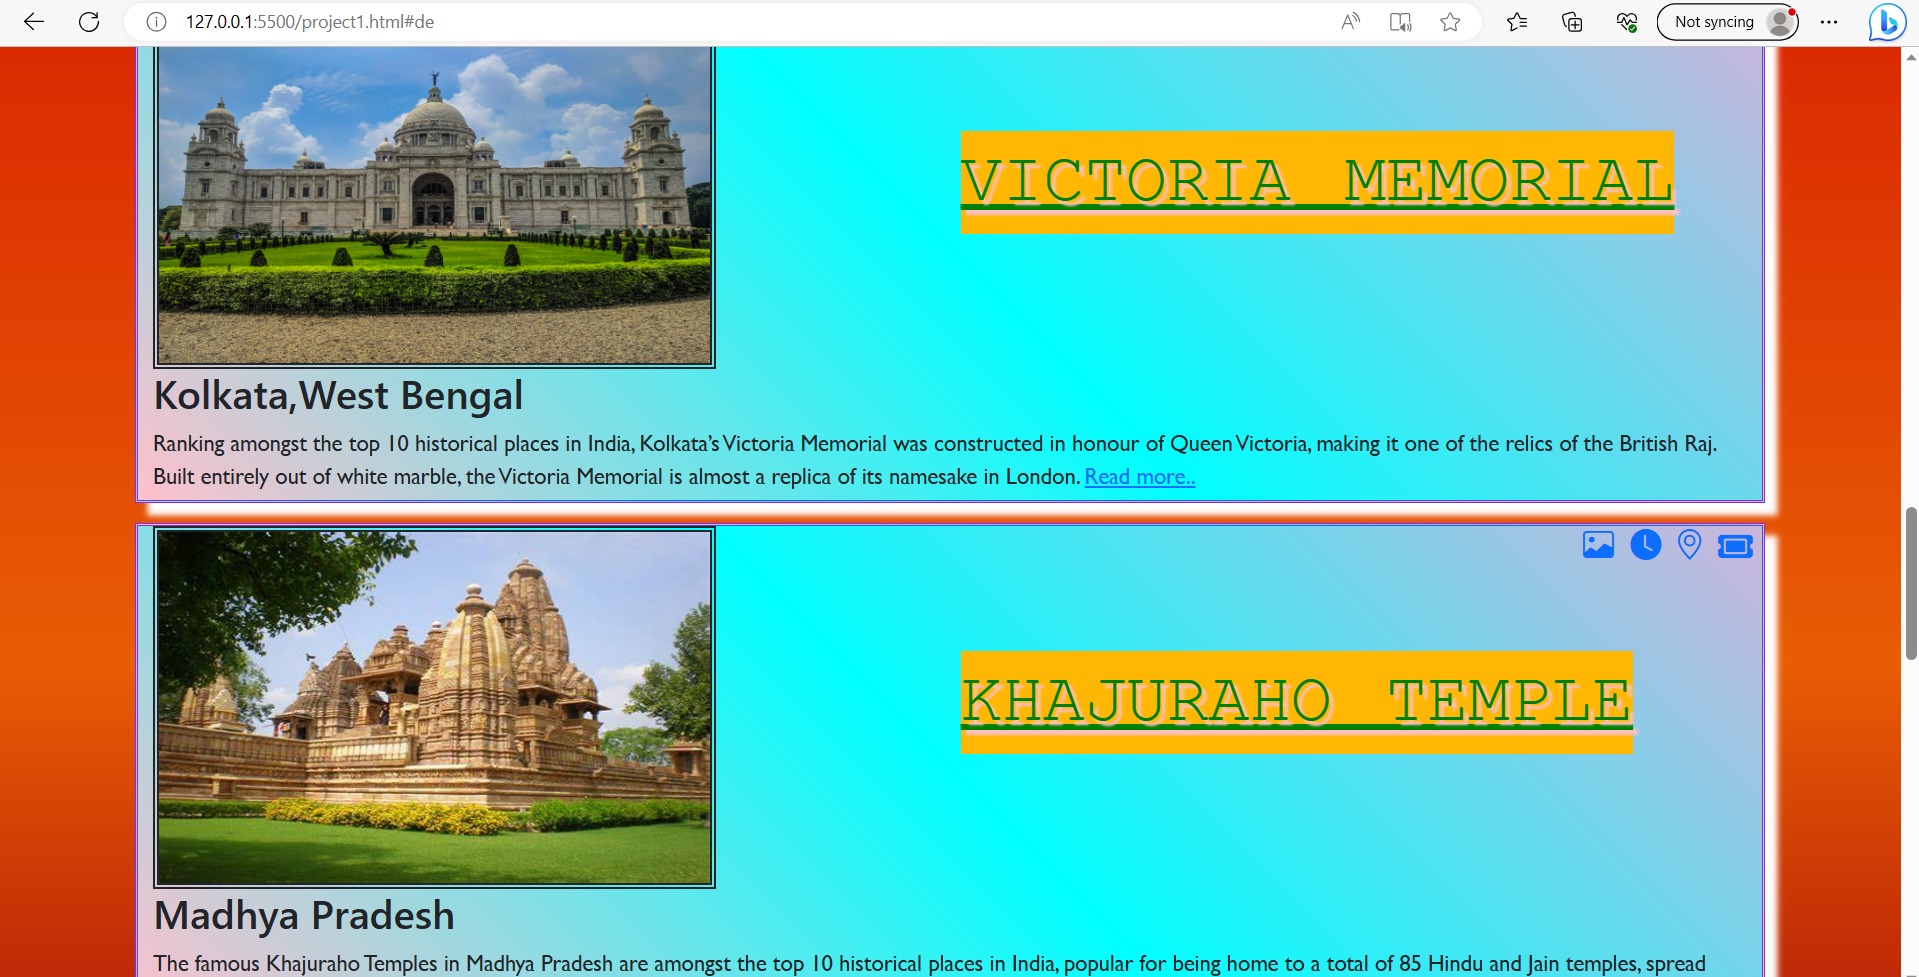 127.0.0.1:5500/project1.html#de
Not syncing
VICTORIA MEMORIAL
Kolkata,West Bengal
Ranking amongst the top 10 historical places in India, Kolkata’s Victoria Memorial was constructed in honour of Queen Victoria, making it one of the relics of the British Raj.
Built entirely out of white marble, the Victoria Memorial is almost a replica of its namesake in London. Read more..
KHAJURAHO TEMPLE
Madhya Pradesh
The famous Khajuraho Temples in Madhya Pradesh are amongst the top 10 historical places in India, popular for being home to a total of 85 Hindu and Jain temples, spread